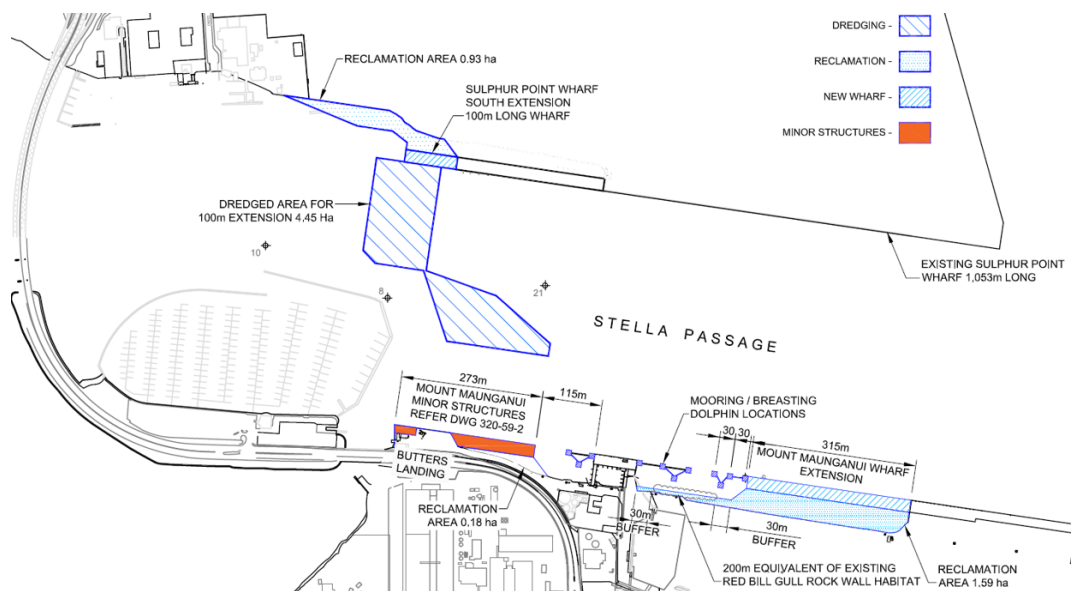 DREDGING -
RECLAMATION -
NEW WHARF -
MINOR STRUCTURES -
RECLAMATION AREA 0.93 ha
SULPHUR POINT WHARF
SOUTH EXTENSION
100m LONG WHARF
DREDGED AREA FOR
100m EXTENSION 4.45 Ha
10
8
21
EXISTING SULPHUR POINT
WHARF 1,053m LONG
STELLA PASSAGE
273m
MOUNT MAUNGANUI
MINOR STRUCTURES
REFER DWG 320-59-2
115m
MOORING / BREASTING
DOLPHIN LOCATIONS
30
30
315m
MOUNT MAUNGANUI WHARF
EXTENSION
BUTTERS
LANDING
RECLAMATION
AREA 0,18 ha
30m
BUFFER
30m
BUFFER
200m EQUIVALENT OF EXISTING
RED BILL GULL ROCK WALL HABITAT
RECLAMATION
AREA 1,59 ha